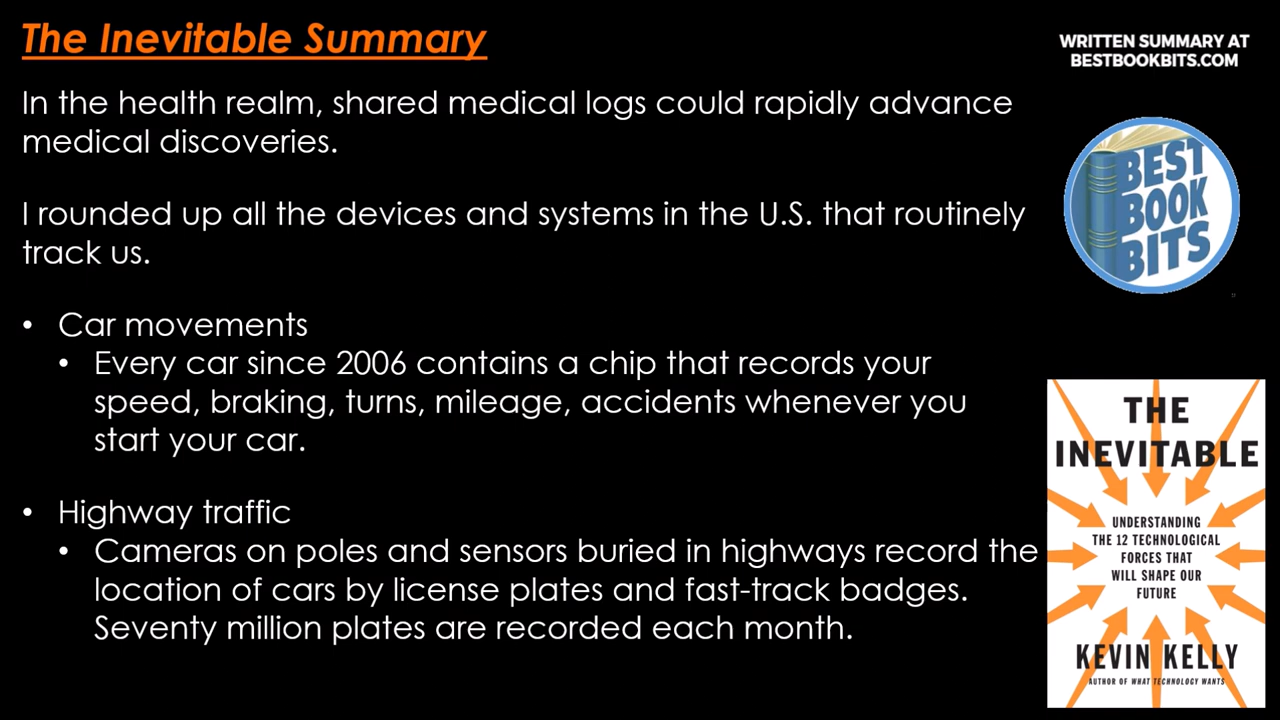 The Inevitable Summary
WRITTEN SUMMARY AT
BESTBOOKBITS.COM
In the health realm, shared medical logs could rapidly advance
medical discoveries.
I rounded up all the devices and systems in the U.S. that routinely
track us.
BEST
BOOK
BITS
• Car movements
• Every car since 2006 contains a chip that records your
speed, braking, turns, mileage, accidents whenever you
start your car.
• Highway traffic
• Cameras on poles and sensors buried in highways record the
location of cars by license plates and fast-track badges.
Seventy million plates are recorded each month.
THE
INEVITABLE
UNDERSTANDING
THE 12 TECHNOLOGICAL
FORCES THAT
WILL SHAPE OUR
FUTURE
KEVIN KELLY
AUTHOR OF WHAT TECHNOLOGY WANTS